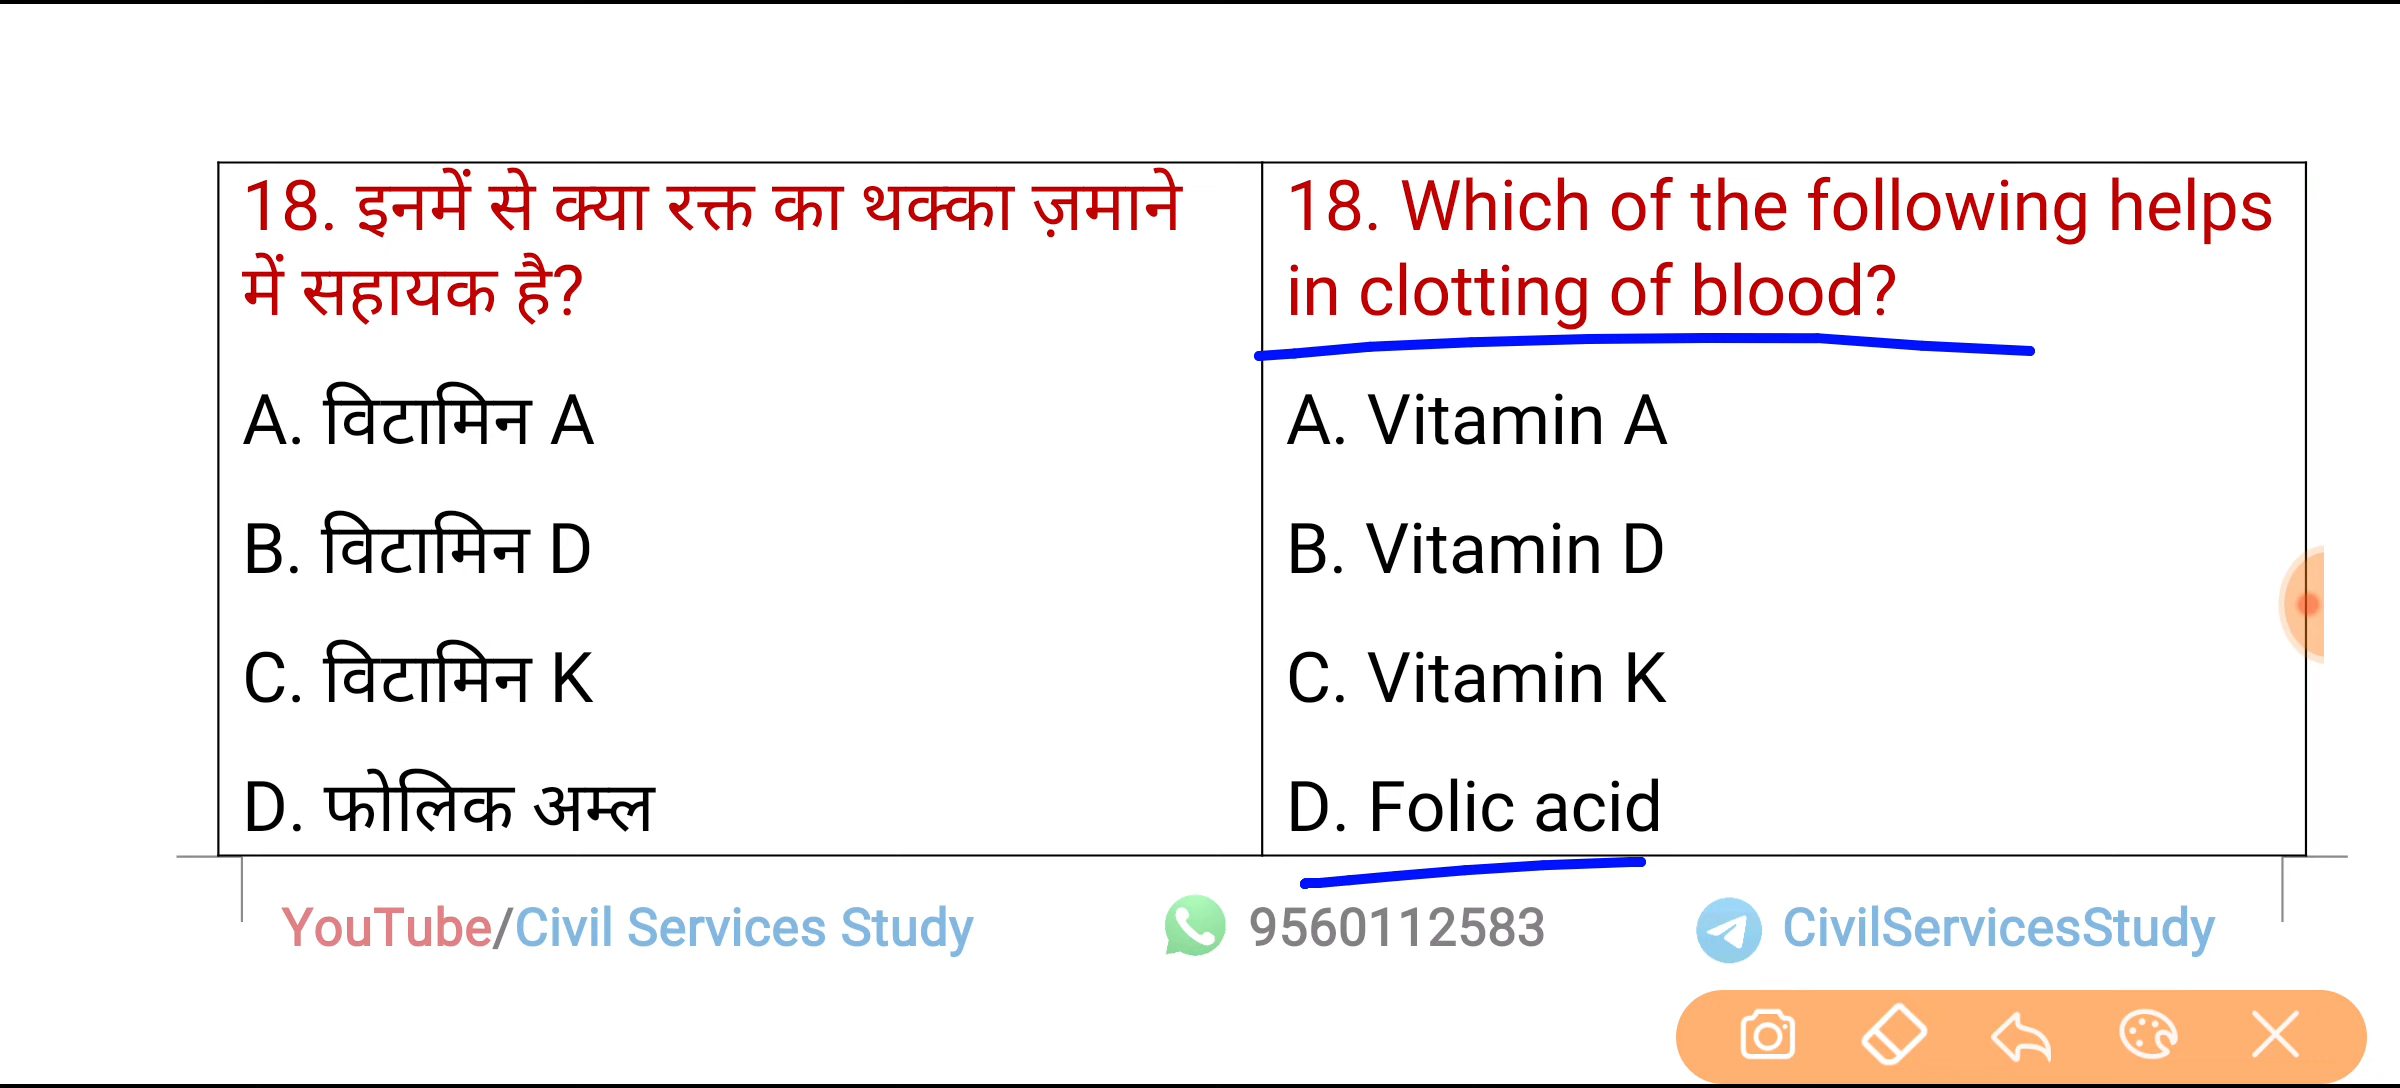 18. इनमें से क्या रक्त का थक्का ज़माने
में सहायक है?
A. विटामिन A
B. विटामिन D
C. विटामिन K
D. फोलिक अम्ल
18. Which of the following helps
in clotting of blood?
A. Vitamin A
B. Vitamin D
C. Vitamin K
D. Folic acid
YouTube/Civil Services Study
9560112583
CivilServicesStudy